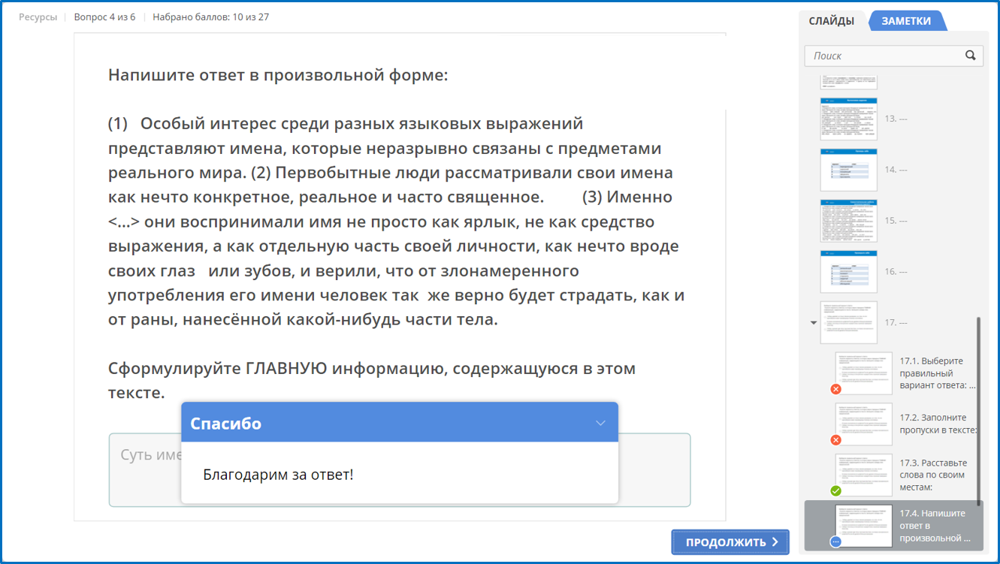 Ресурсы
Вопрос 4 из 6
Набрано баллов: 10 из 27
СЛАЙДЫ
ЗАМЕТКИ
Поиск
Напишите ответ в произвольной форме:
(1) Особый интерес среди разных языковых выражений
представляют имена, которые неразрывно связаны с предметами
реального мира. (2) Первобытные люди рассматривали свои имена
как нечто конкретное, реальное и часто священное. (3) Именно
<...> они воспринимали имя не просто как ярлык, не как средство
выражения, а как отдельную часть своей личности, как нечто вроде
своих глаз или зубов, и верили, что от злонамеренного
употребления его имени человек так же верно будет страдать, как и
от раны, нанесённой какой-нибудь части тела.
Сформулируйте ГЛАВНУЮ информацию, содержащуюся в этом
тексте.
Суть име
Спасибо
Благодарим за ответ!
ПРОДОЛЖИТЬ
13. ---
14. ---
15. ---
16. ---
17. ---
17.1. Выберите
правильный
вариант ответа: ...
17.2. Заполните
пропуски в тексте:
17.3. Расставьте
слова по своим
местам:
17.4. Напишите
ответ в
произвольной ...